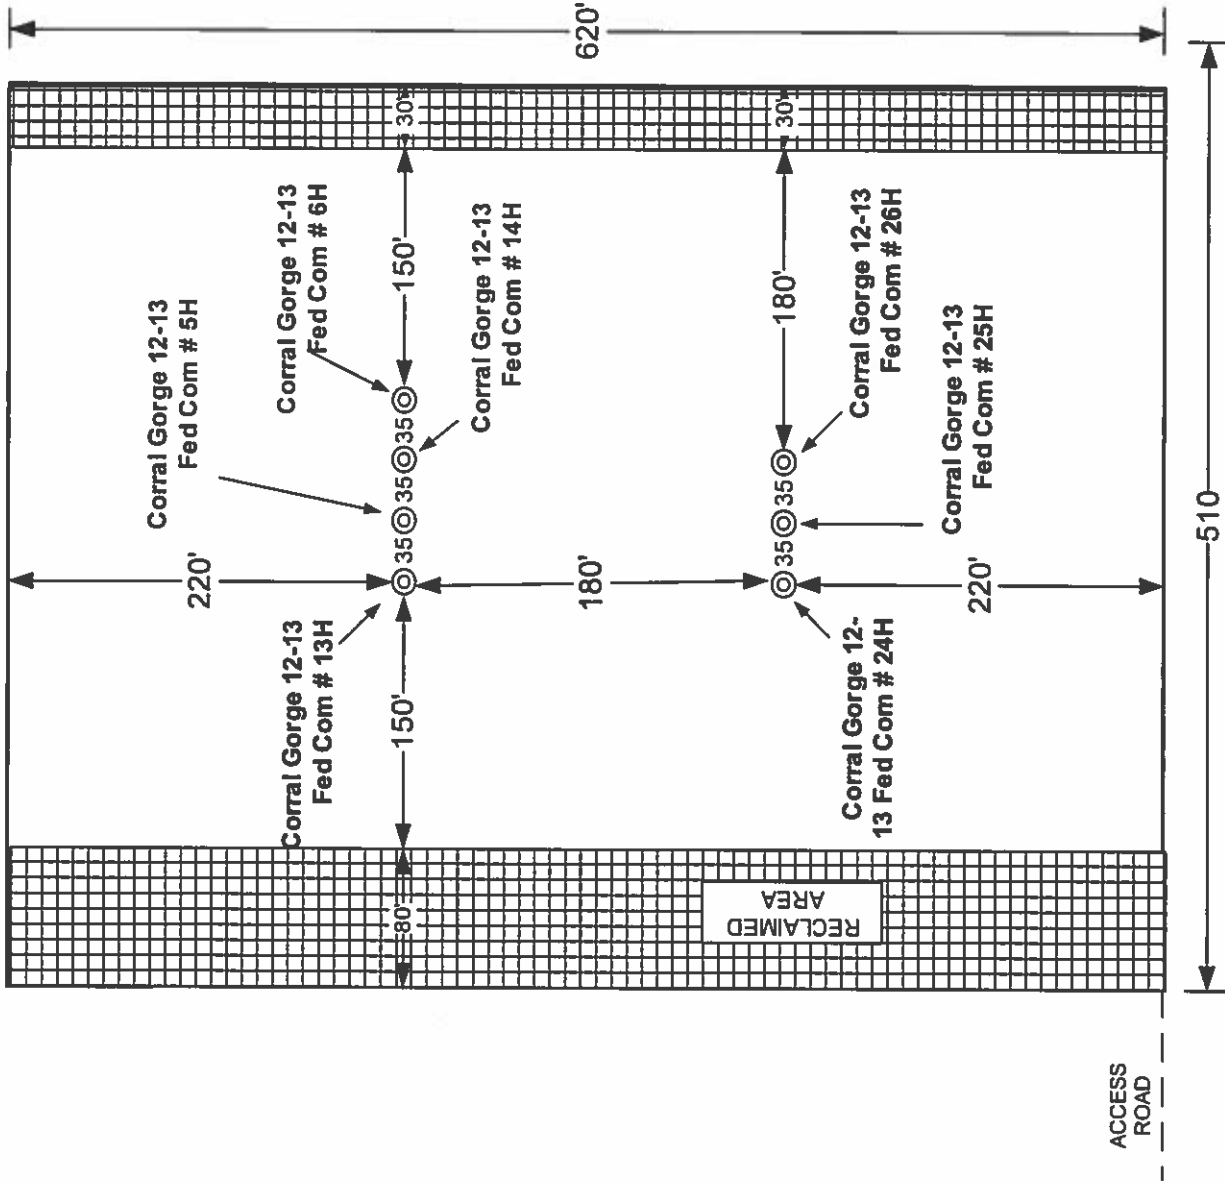 620'
30'
30'
Corral Gorge 12-13
Fed Com # 5H
Corral Gorge 12-13
Fed Com # 6H
150'
Corral Gorge 12-13
Fed Com # 14H
180'
Corral Gorge 12-13
Fed Com # 26H
Corral Gorge 12-13
Fed Com # 25H
35
35
35
35
35
220'
180'
220'
Corral Gorge 12-13
Fed Com # 13H
150'
Corral Gorge 12-
13 Fed Com # 24H
80'
RECLAIMED
AREA
510
ACCESS
ROAD